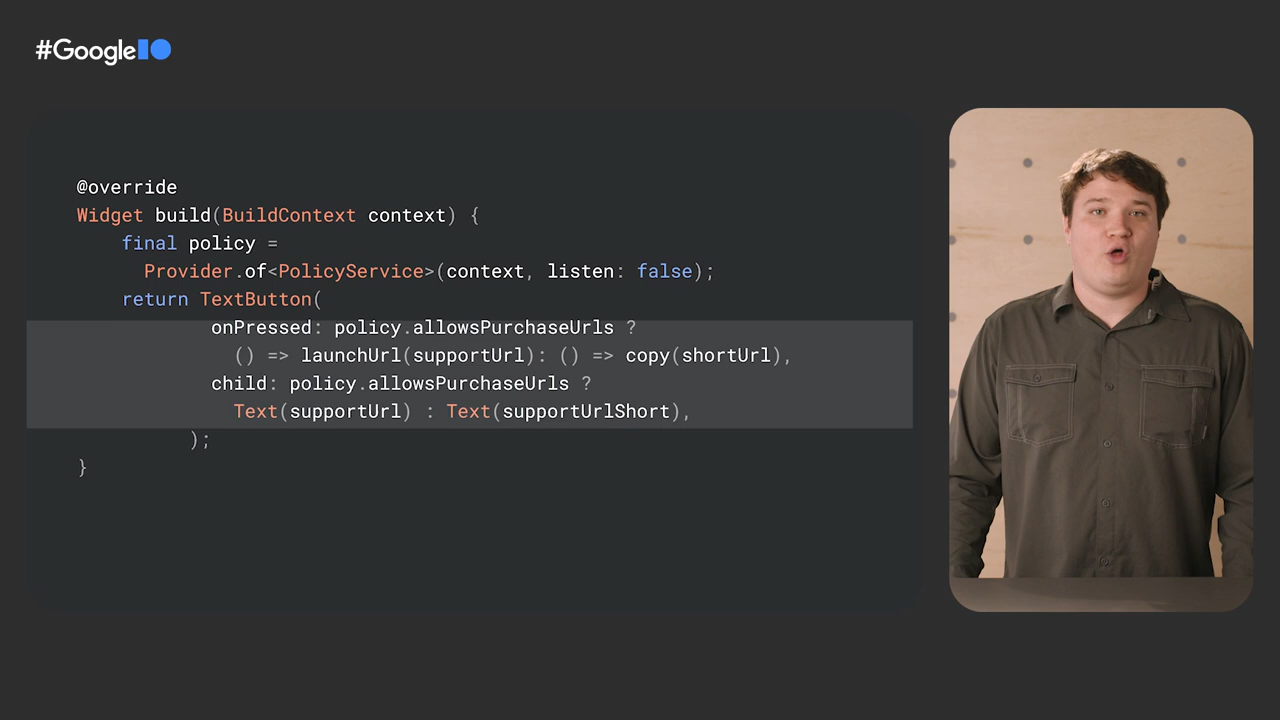 #GoogleIO
@override
Widget build(BuildContext context) {
    final policy =
      Provider.of<PolicyService>(context, listen: false);
    return TextButton(
            onPressed: policy.allowsPurchaseUrls ?
              () => launchUrl(supportUrl): () => copy(shortUrl),
            child: policy.allowsPurchaseUrls ?
              Text(supportUrl) : Text(supportUrlShort),
          );
}